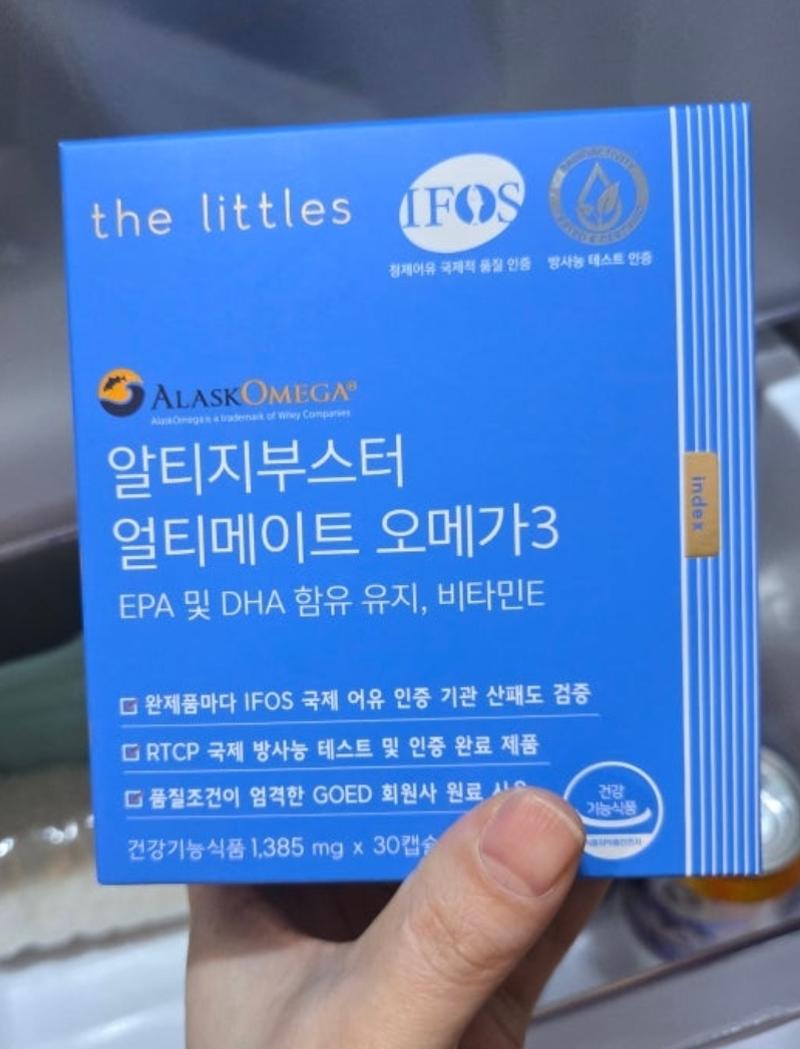 the littles
IFOS
정제어유 국제적 품질 인증
방사능 테스트 인증
ALASKOMEGA®
AlaskOmega is a trademark of Wiley Companies
알티지부스터
얼티메이트 오메가3
EPA 및 DHA 함유 유지, 비타민E
index
완제품마다 IFOS 국제 어유 인증 기관 산패도 검증
RTCP 국제 방사능 테스트 및 인증 완료 제품
품질조건이 엄격한 GOED 회원사 원료
건강
기능식품
건강기능식품 1,385 mg x 30캡슐